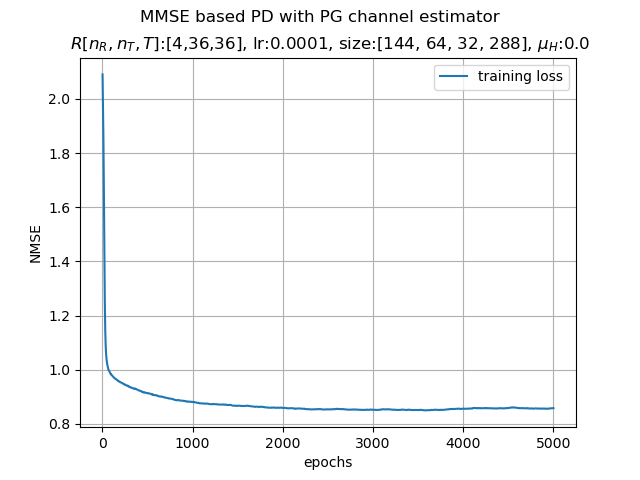 MMSE based PD with PG channel estimator
R[n_R, n_T, T]:[4,36,36], lr:0.0001, size:[144, 64, 32, 288], μ_H:0.0
training loss
2.0
1.8
1.6
1.4
1.2
1.0
0.8
NMSE
0 1000 2000 3000 4000 5000
epochs